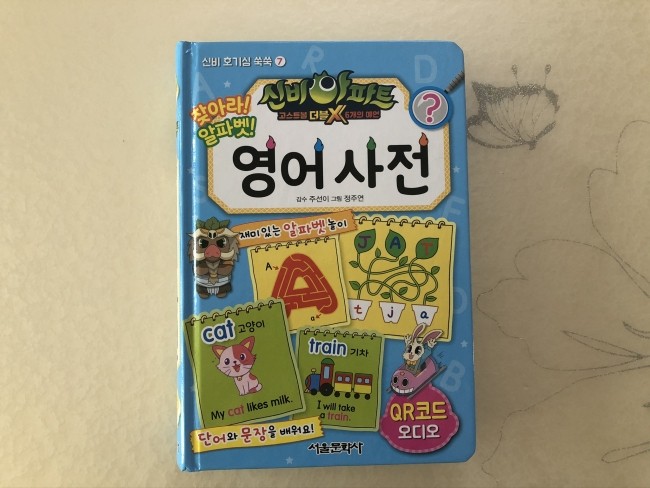 신비 호기심 쑥쑥 7
찾아라!
알파벳!
신비아파트
고스트볼 더블X 6개의 예언
?
영어 사전
감수 주선이 그림 정주연
재미있는 알파벳 놀이
A
a
J A T
t j a
cat 고양이
My cat likes milk.
train 기차
I will take
a train.
QR코드
오디오
단어와 문장을 배워요!
서울문화사